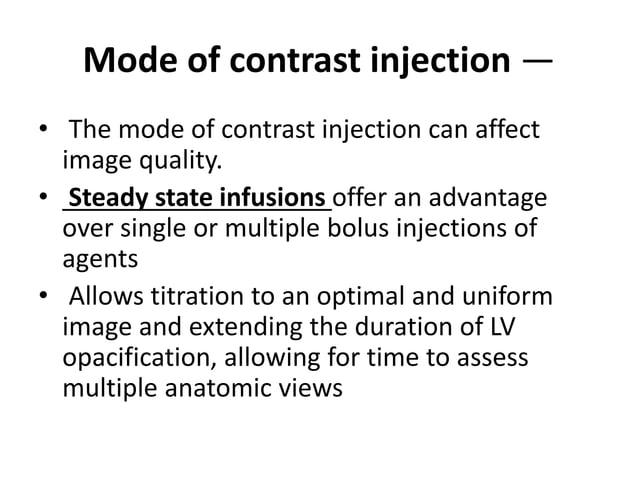 Mode of contrast injection —
• The mode of contrast injection can affect
image quality.
• Steady state infusions offer an advantage
over single or multiple bolus injections of
agents
• Allows titration to an optimal and uniform
image and extending the duration of LV
opacification, allowing for time to assess
multiple anatomic views